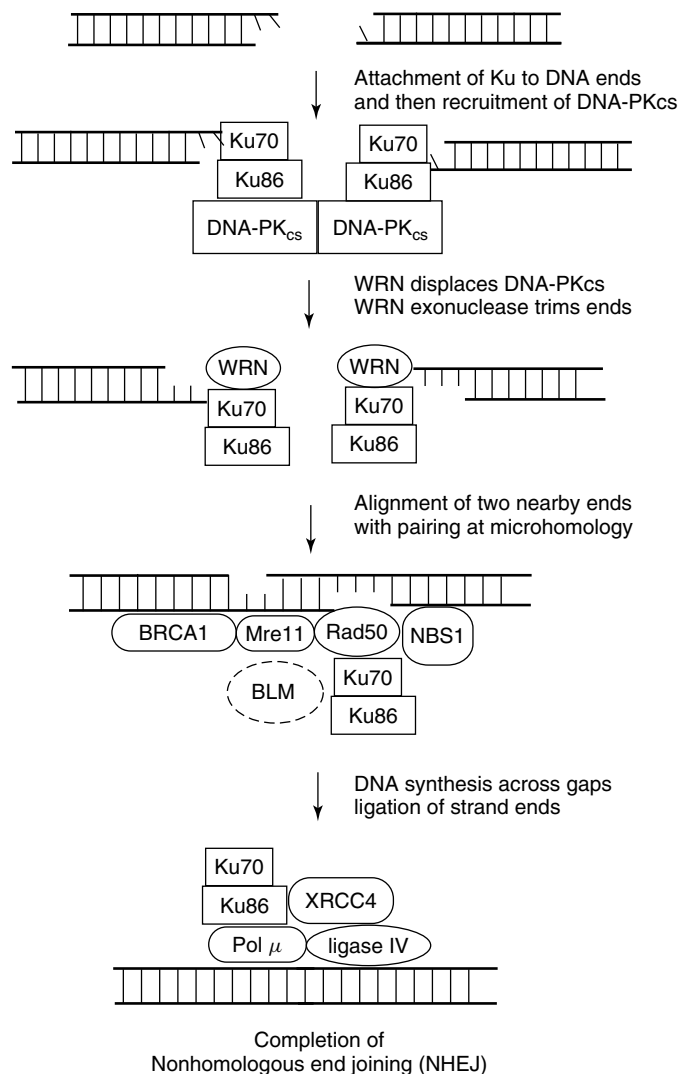 Attachment of Ku to DNA ends
and then recruitment of DNA-PKcs
Ku70
Ku86
DNA-PKcs
Ku70
Ku86
DNA-PKcs
WRN displaces DNA-PKcs
WRN exonuclease trims ends
WRN
Ku70
Ku86
WRN
Ku70
Ku86
Alignment of two nearby ends
with pairing at microhomology
BRCA1
Mre11
Rad50
NBS1
BLM
Ku70
Ku86
DNA synthesis across gaps
ligation of strand ends
Ku70
Ku86
XRCC4
Pol μ
ligase IV
Completion of
Nonhomologous end joining (NHEJ)